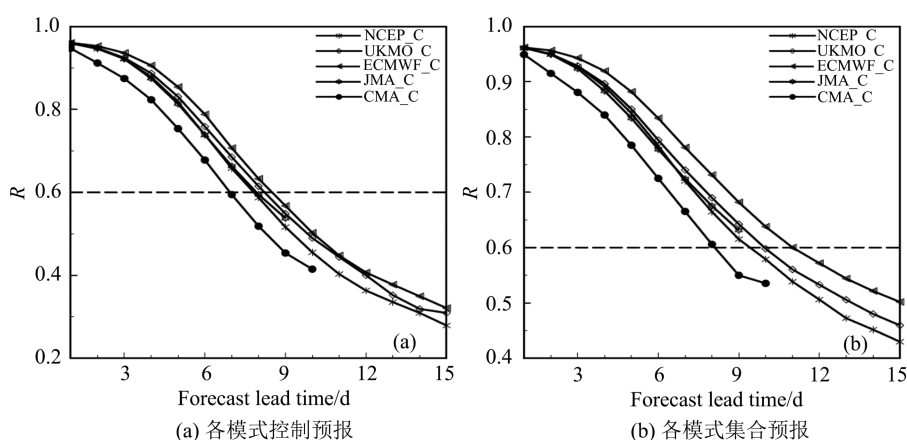 R
1.0
0.8
0.6
0.4
0.2
3
6
9
12
15
NCEP_C
UKMO_C
ECMWF_C
JMA_C
CMA_C
(a)
Forecast lead time/d
(a) 各模式控制预报
R
1.0
0.9
0.8
0.7
0.6
0.5
0.4
3
6
9
12
15
NCEP_C
UKMO_C
ECMWF_C
JMA_C
CMA_C
(b)
Forecast lead time/d
(b) 各模式集合预报